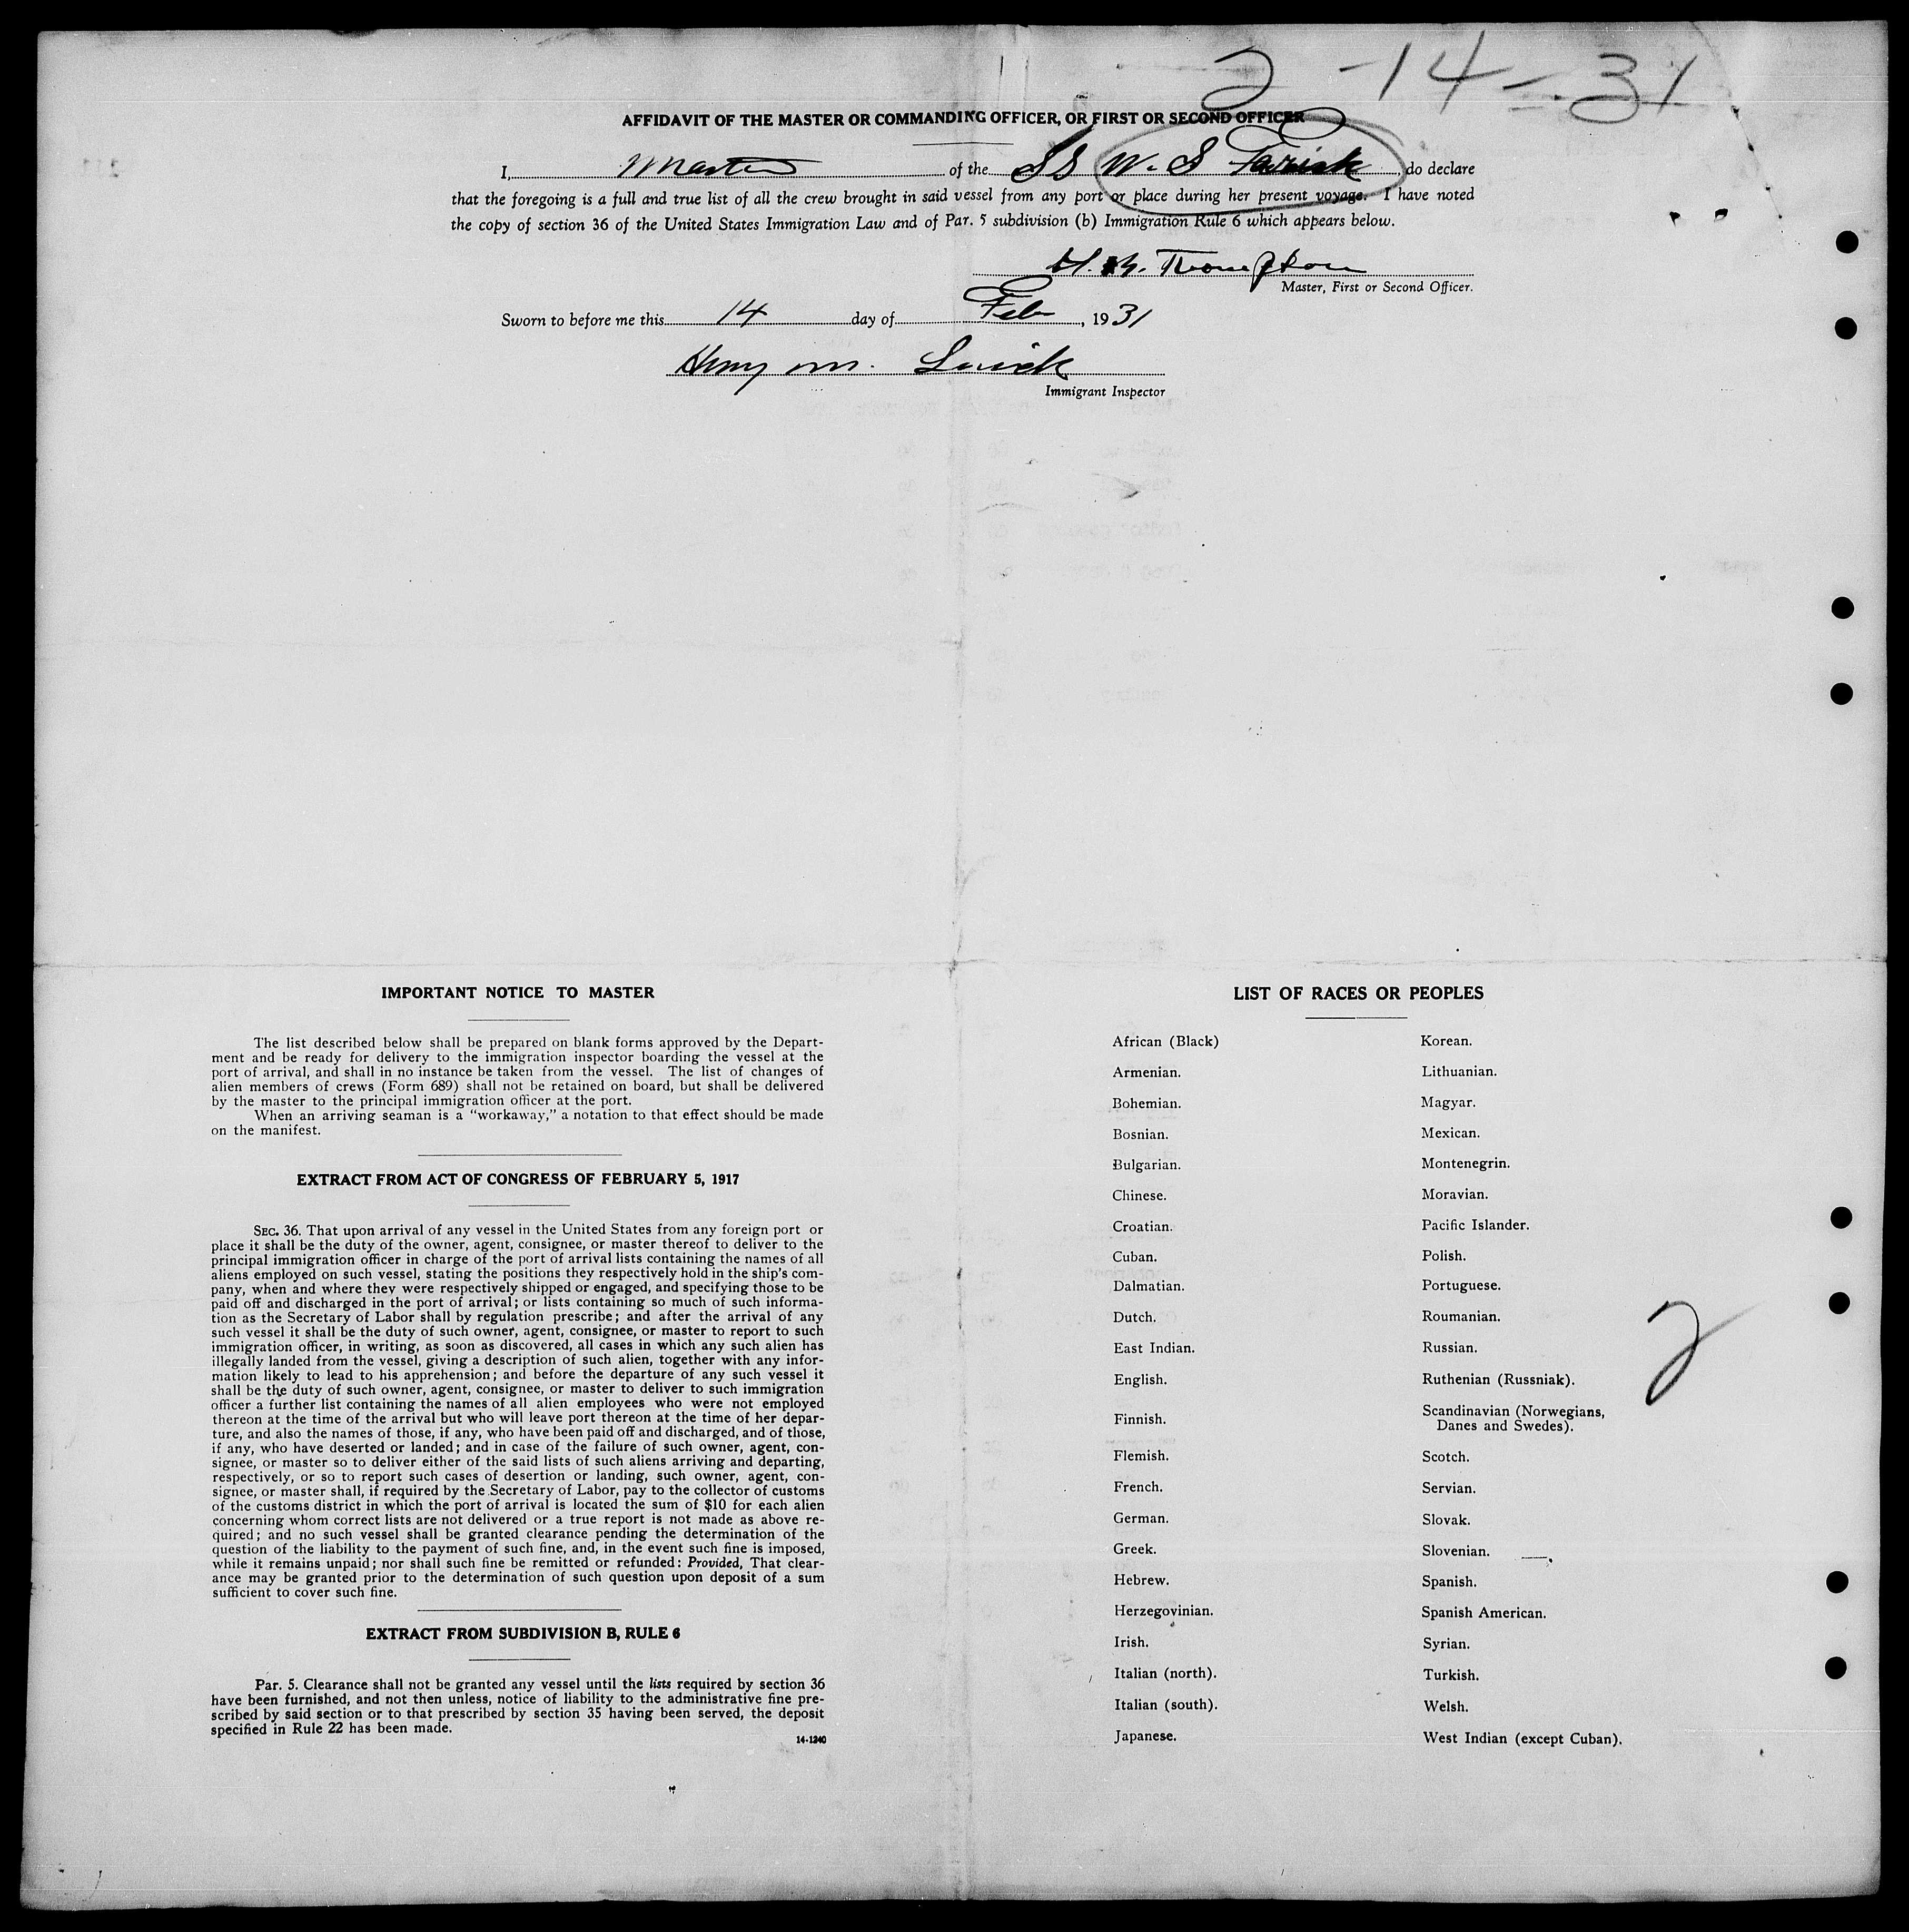 2-14-31
AFFIDAVIT OF THE MASTER OR COMMANDING OFFICER, OR FIRST OR SECOND OFFICER
I, Master of the SS W. S Farish, do declare
that the foregoing is a full and true list of all the crew brought in said vessel from any port or place during her present voyage. I have noted
the copy of section 36 of the United States Immigration Law and of Par. 5 subdivision (b) Immigration Rule 6 which appears below.
H. M. Thompson
Master, First or Second Officer.
Sworn to before me this 14 day of Feb, 1931
Henry M.
Immigrant Inspector
IMPORTANT NOTICE TO MASTER
The list described below shall be prepared on blank forms approved by the Depart-
ment and be ready for delivery to the immigration inspector boarding the vessel at the
port of arrival, and shall in no instance be taken from the vessel. The list of changes of
alien members of crews (Form 689) shall not be retained on board, but shall be delivered
by the master to the principal immigration officer at the port.
When an arriving seaman is a "workaway," a notation to that effect should be made
on the manifest.
EXTRACT FROM ACT OF CONGRESS OF FEBRUARY 5, 1917
SEC. 36. That upon arrival of any vessel in the United States from any foreign port or
place it shall be the duty of the owner, agent, consignee, or master thereof to deliver to the
principal immigration officer in charge of the port of arrival lists containing the names of all
aliens employed on such vessel, stating the positions they respectively hold in the ship's com-
pany, when and where they were respectively shipped or engaged, and specifying those to be
paid off and discharged in the port of arrival; or lists containing so much of such informa-
tion as the Secretary of Labor shall by regulation prescribe; and after the arrival of any
such vessel it shall be the duty of such owner, agent, consignee, or master to report to such
immigration officer, in writing, as soon as discovered, all cases in which any such alien has
illegally landed from the vessel, giving a description of such alien, together with any infor-
mation likely to lead to his apprehension; and before the departure of any such vessel it
shall be the duty of such owner, agent, consignee, or master to deliver to such immigration
officer a further list containing the names of all alien employees who were not employed
thereon at the time of the arrival but who will leave port thereon at the time of her depar-
ture, and also the names of those, if any, who have been paid off and discharged, and of those,
if any, who have deserted or landed; and in case of the failure of such owner, agent, con-
signee, or master so to deliver either of the said lists of such aliens arriving and departing,
respectively, or so to report such cases of desertion or landing, such owner, agent, con-
signee, or master shall, if required by the Secretary of Labor, pay to the collector of customs
of the customs district in which the port of arrival is located the sum of $10 for each alien
concerning whom correct lists are not delivered or a true report is not made as above re-
quired; and no such vessel shall be granted clearance pending the determination of the
question of the liability to the payment of such fine, and, in the event such fine is imposed,
while it remains unpaid; nor shall such fine be remitted or refunded: Provided, That clear-
ance may be granted prior to the determination of such question upon deposit of a sum
sufficient to cover such fine.
EXTRACT FROM SUBDIVISION B, RULE 6
Par. 5. Clearance shall not be granted any vessel until the lists required by section 36
have been furnished, and not then unless, notice of liability to the administrative fine pre-
scribed by said section or to that prescribed by section 35 having been served, the deposit
specified in Rule 22 has been made.
14-1240
LIST OF RACES OR PEOPLES
African (Black)
Armenian.
Bohemian.
Bosnian.
Bulgarian.
Chinese.
Croatian.
Cuban.
Dalmatian.
Dutch.
East Indian.
English.
Finnish.
Flemish.
French.
German.
Greek.
Hebrew.
Herzegovinian.
Irish.
Italian (north).
Italian (south).
Japanese.
Korean.
Lithuanian.
Magyar.
Mexican.
Montenegrin.
Moravian.
Pacific Islander.
Polish.
Portuguese.
Roumanian.
Russian.
Ruthenian (Russniak).
Scandinavian (Norwegians,
Danes and Swedes).
Scotch.
Servian.
Slovak.
Slovenian.
Spanish.
Spanish American.
Syrian.
Turkish.
Welsh.
West Indian (except Cuban).
2